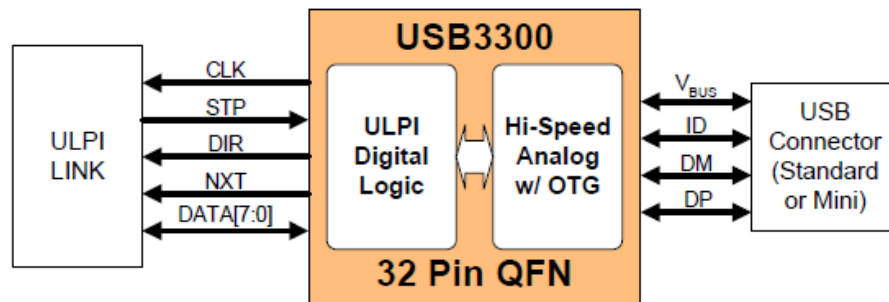 USB3300
ULPI
LINK
CLK
STP
DIR
NXT
DATA[7:0]
ULPI
Digital
Logic
Hi-Speed
Analog
w/ OTG
VBUS
ID
DM
DP
USB
Connector
(Standard
or Mini)
32 Pin QFN